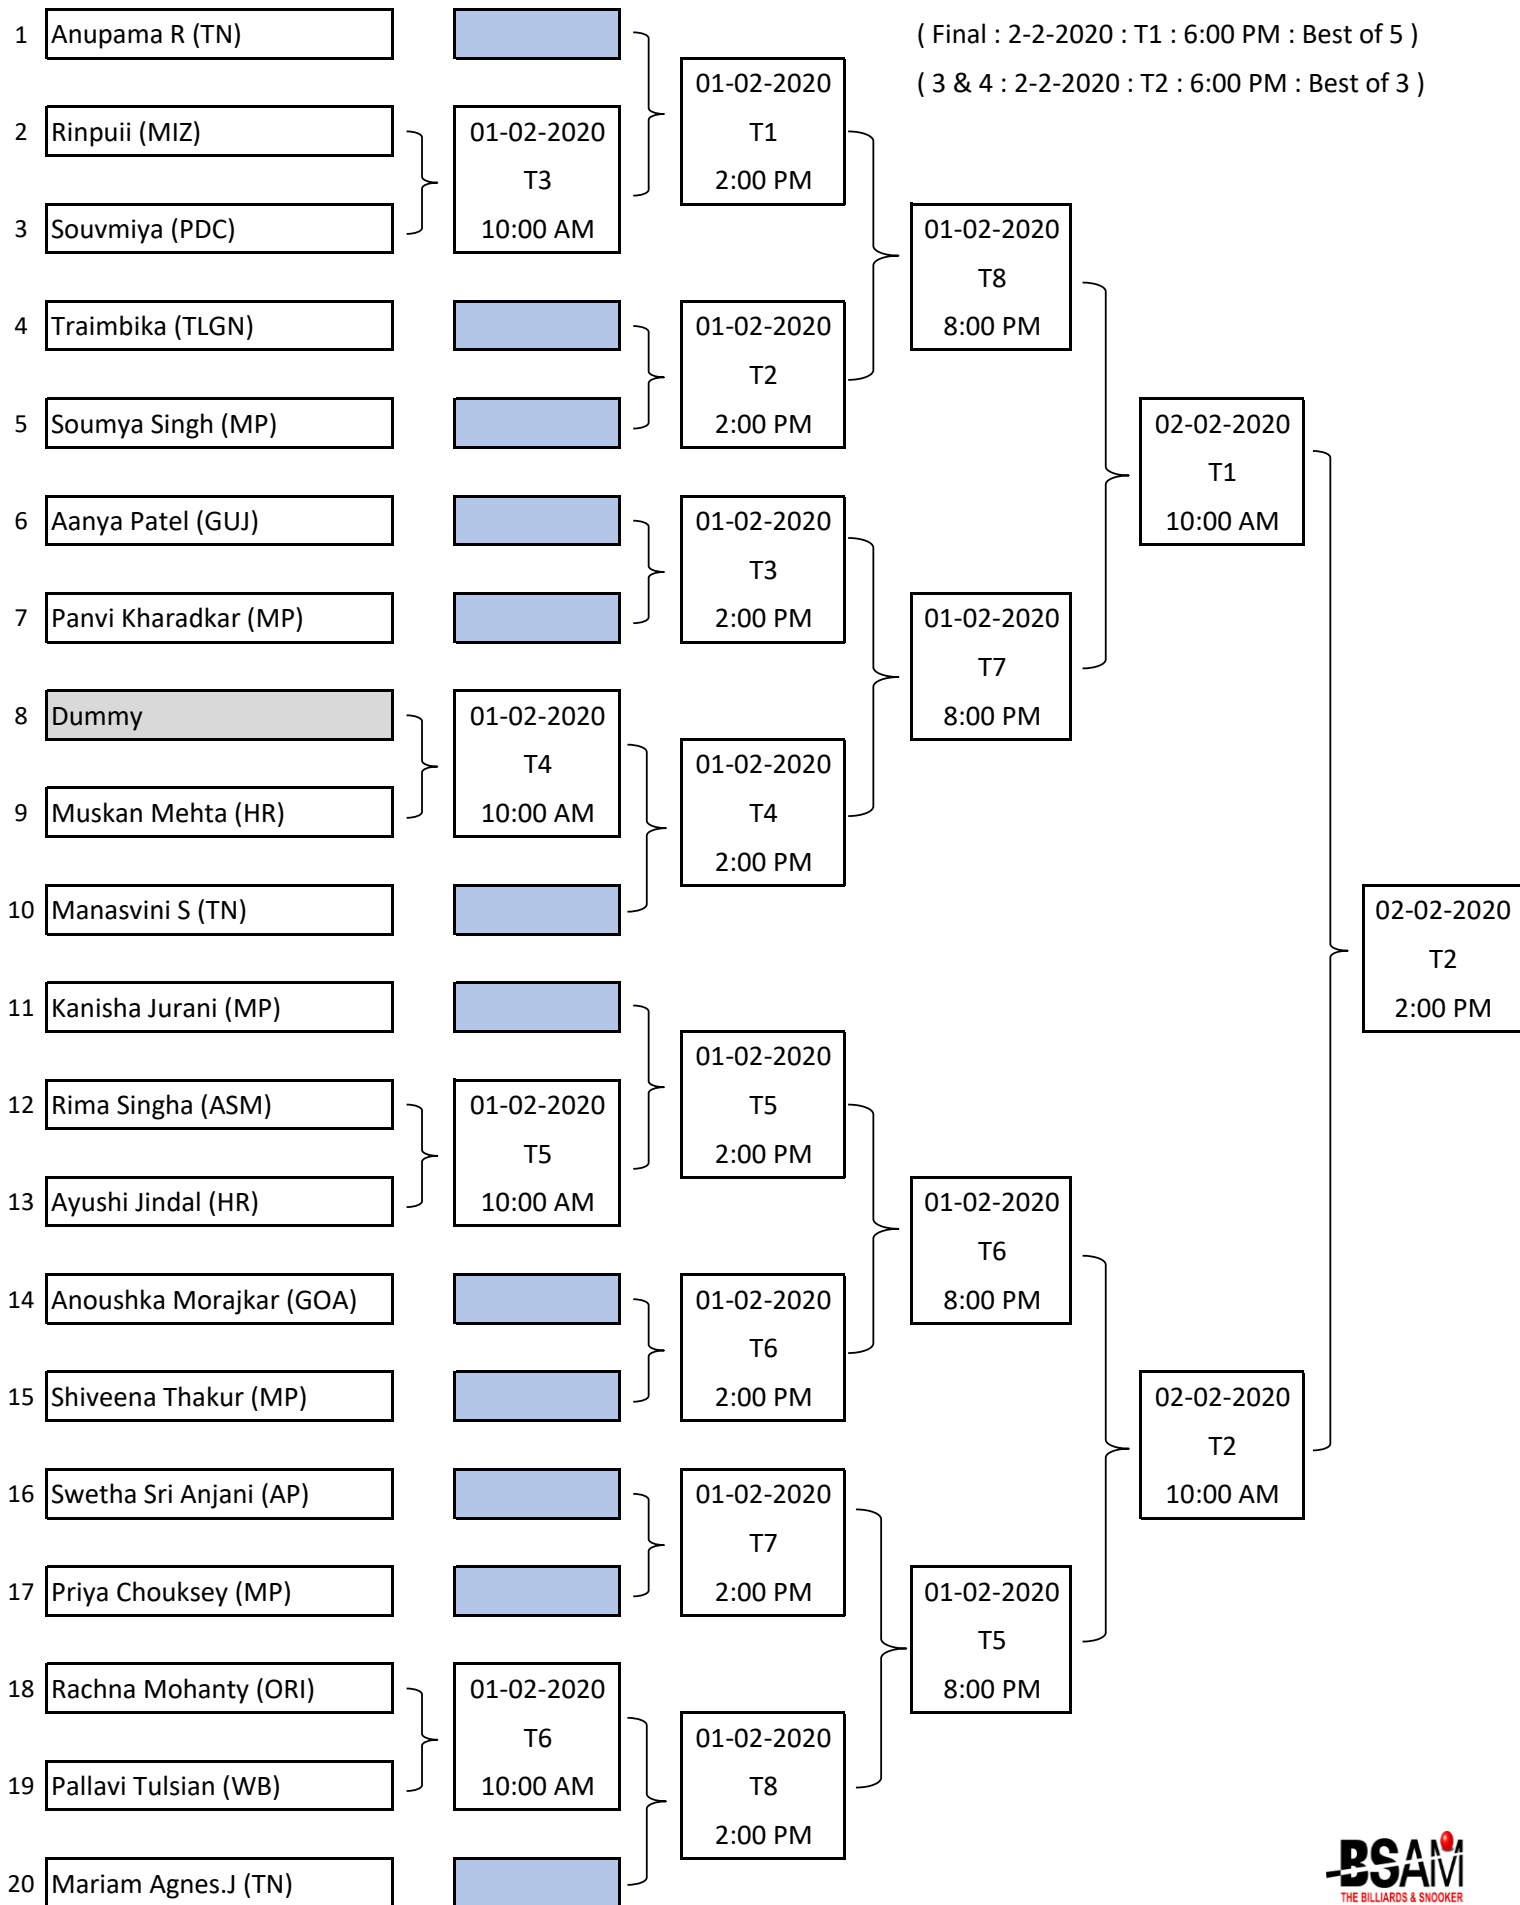 1 Anupama R (TN)
( Final : 2-2-2020 : T1 : 6:00 PM : Best of 5 )
01-02-2020
( 3 & 4 : 2-2-2020 : T2 : 6:00 PM : Best of 3 )
2 Rinpuii (MIZ)
01-02-2020
T1
T3
2:00 PM
3 Souvmiya (PDC)
10:00 AM
01-02-2020
T8
4 Traimbika (TLGN)
01-02-2020
8:00 PM
T2
5 Soumya Singh (MP)
2:00 PM
02-02-2020
T1
6 Aanya Patel (GUJ)
01-02-2020
10:00 AM
T3
7 Panvi Kharadkar (MP)
2:00 PM
01-02-2020
T7
8 Dummy
01-02-2020
8:00 PM
T4
01-02-2020
9 Muskan Mehta (HR)
10:00 AM
T4
2:00 PM
10 Manasvini S (TN)
02-02-2020
T2
11 Kanisha Jurani (MP)
2:00 PM
01-02-2020
12 Rima Singha (ASM)
01-02-2020
T5
T5
2:00 PM
13 Ayushi Jindal (HR)
10:00 AM
01-02-2020
T6
14 Anoushka Morajkar (GOA)
01-02-2020
8:00 PM
T6
15 Shiveena Thakur (MP)
2:00 PM
02-02-2020
T2
16 Swetha Sri Anjani (AP)
01-02-2020
10:00 AM
T7
17 Priya Chouksey (MP)
2:00 PM
01-02-2020
T5
18 Rachna Mohanty (ORI)
01-02-2020
8:00 PM
T6
01-02-2020
19 Pallavi Tulsian (WB)
10:00 AM
T8
2:00 PM
20 Mariam Agnes.J (TN)
BSAM
THE BILLIARDS & SNOOKER